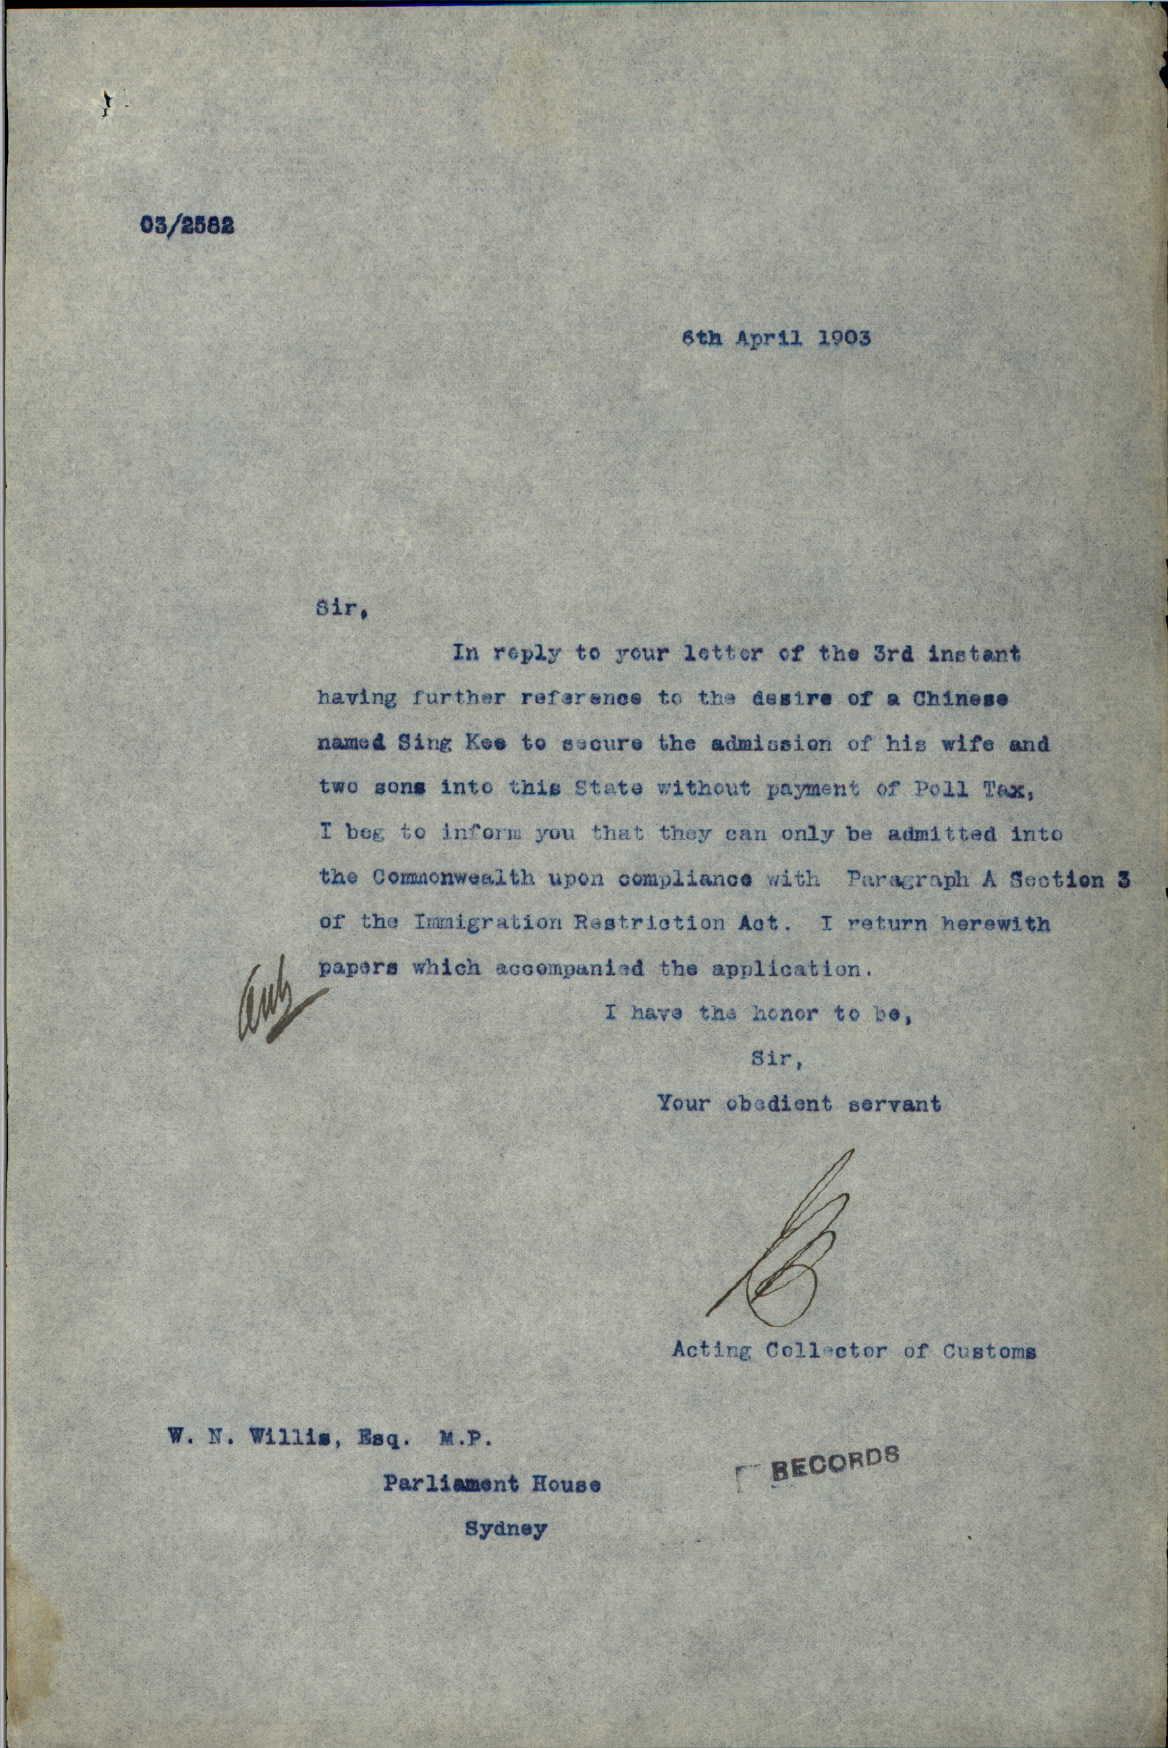 03/2582
6th April 1903
Sir,
In reply to your letter of the 3rd instant
having further reference to the desire of a Chinese
named Sing Kee to secure the admission of his wife and
two sons into this State without payment of Poll Tax,
I beg to inform you that they can only be admitted into
the Commonwealth upon compliance with Paragraph A Section 3
of the Immigration Restriction Act. I return herewith
papers which accompanied the application.
I have the honor to be,
Sir,
Your obedient servant
Acting Collector of Customs
W. N. Willis, Esq. M.P.
Parliament House
Sydney
RECORDS